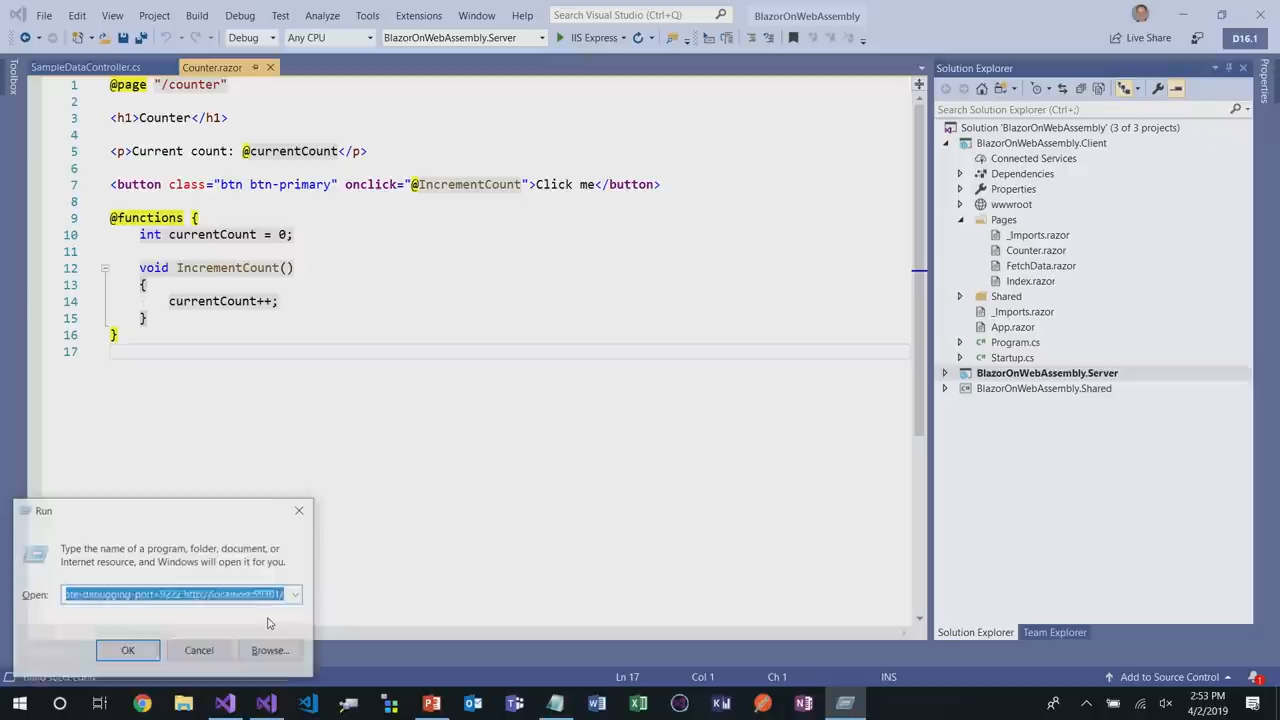 File Edit View Project Build Debug Test Analyze Tools Extensions Window Help Search Visual Studio (Ctrl+Q) BlazorOnWebAssembly
Debug Any CPU BlazorOnWebAssembly.Server IIS Express Live Share D16.1
Toolbox
SampleDataController.cs Counter.razor
1 @page "/counter"
2
3 <h1>Counter</h1>
4
5 <p>Current count: @currentCount</p>
6
7 <button class="btn btn-primary" onclick="@IncrementCount">Click me</button>
8
9 @functions {
10 int currentCount = 0;
11
12 void IncrementCount()
13 {
14 currentCount++;
15 }
16 }
17
Solution Explorer
Search Solution Explorer (Ctrl+;)
Solution 'BlazorOnWebAssembly' (3 of 3 projects)
BlazorOnWebAssembly.Client
Connected Services
Dependencies
Properties
wwwroot
Pages
_Imports.razor
Counter.razor
FetchData.razor
Index.razor
Shared
_Imports.razor
App.razor
Program.cs
Startup.cs
BlazorOnWebAssembly.Server
BlazorOnWebAssembly.Shared
Solution Explorer Team Explorer
Properties
Run
Type the name of a program, folder, document, or
Internet resource, and Windows will open it for you.
Open:
OK Cancel Browse...
Ln 17 Col 1 Ch 1 INS Add to Source Control 1
2:53 PM
4/2/2019